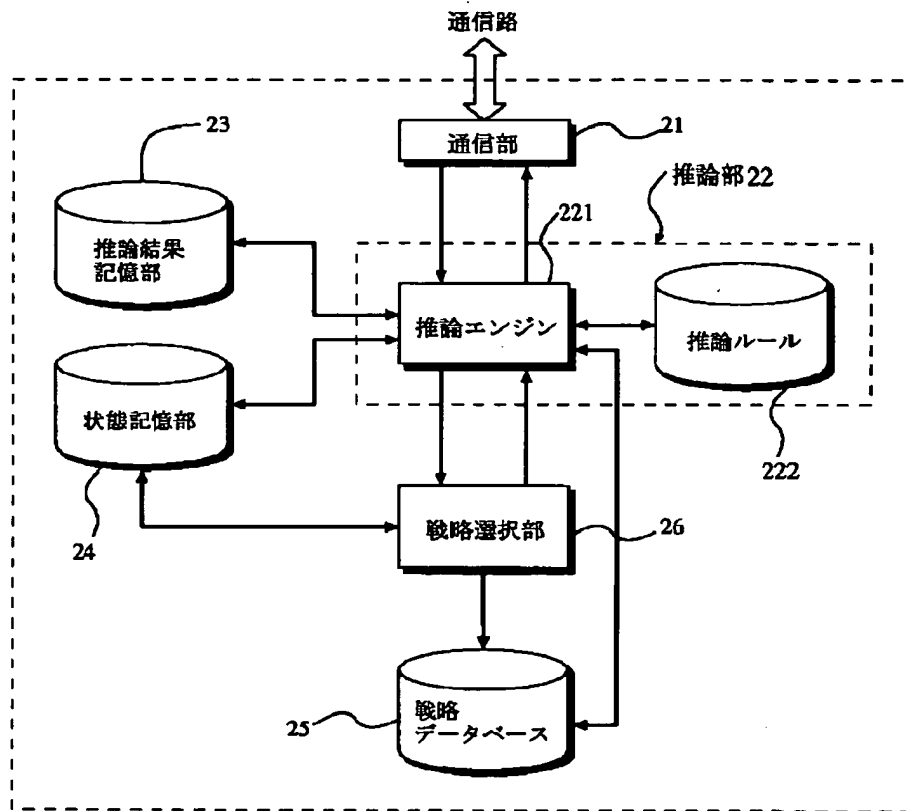 通信路
23
通信部
21
推論部22
221
推論結果
記憶部
推論エンジン
推論ルール
状態記憶部
222
24
戦略選択部
26
25
戦略
データベース